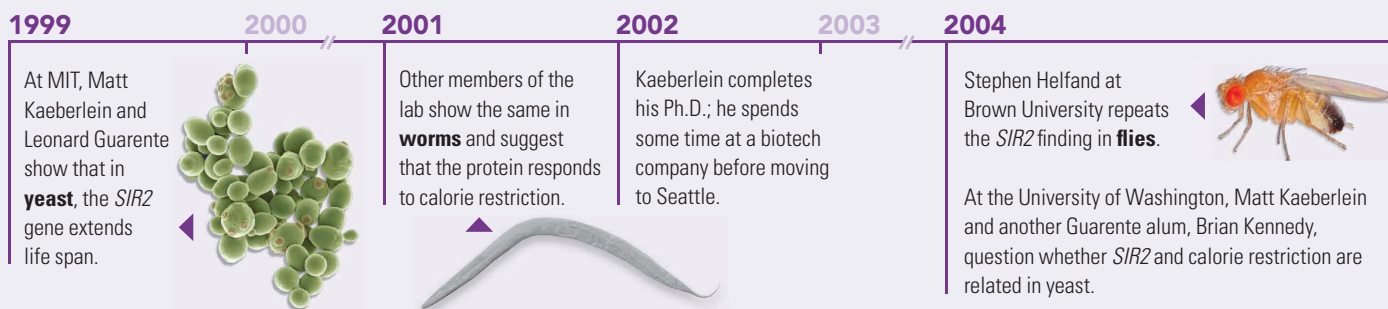 1999
2000
2001
2002
2003
2004
At MIT, Matt
Kaeberlein and
Leonard Guarente
show that in
yeast, the SIR2
gene extends
life span.
Other members of the
lab show the same in
worms and suggest
that the protein responds
to calorie restriction.
Kaeberlein completes
his Ph.D.; he spends
some time at a biotech
company before moving
to Seattle.
Stephen Helfand at
Brown University repeats
the SIR2 finding in flies.
At the University of Washington, Matt Kaeberlein
and another Guarente alum, Brian Kennedy,
question whether SIR2 and calorie restriction are
related in yeast.